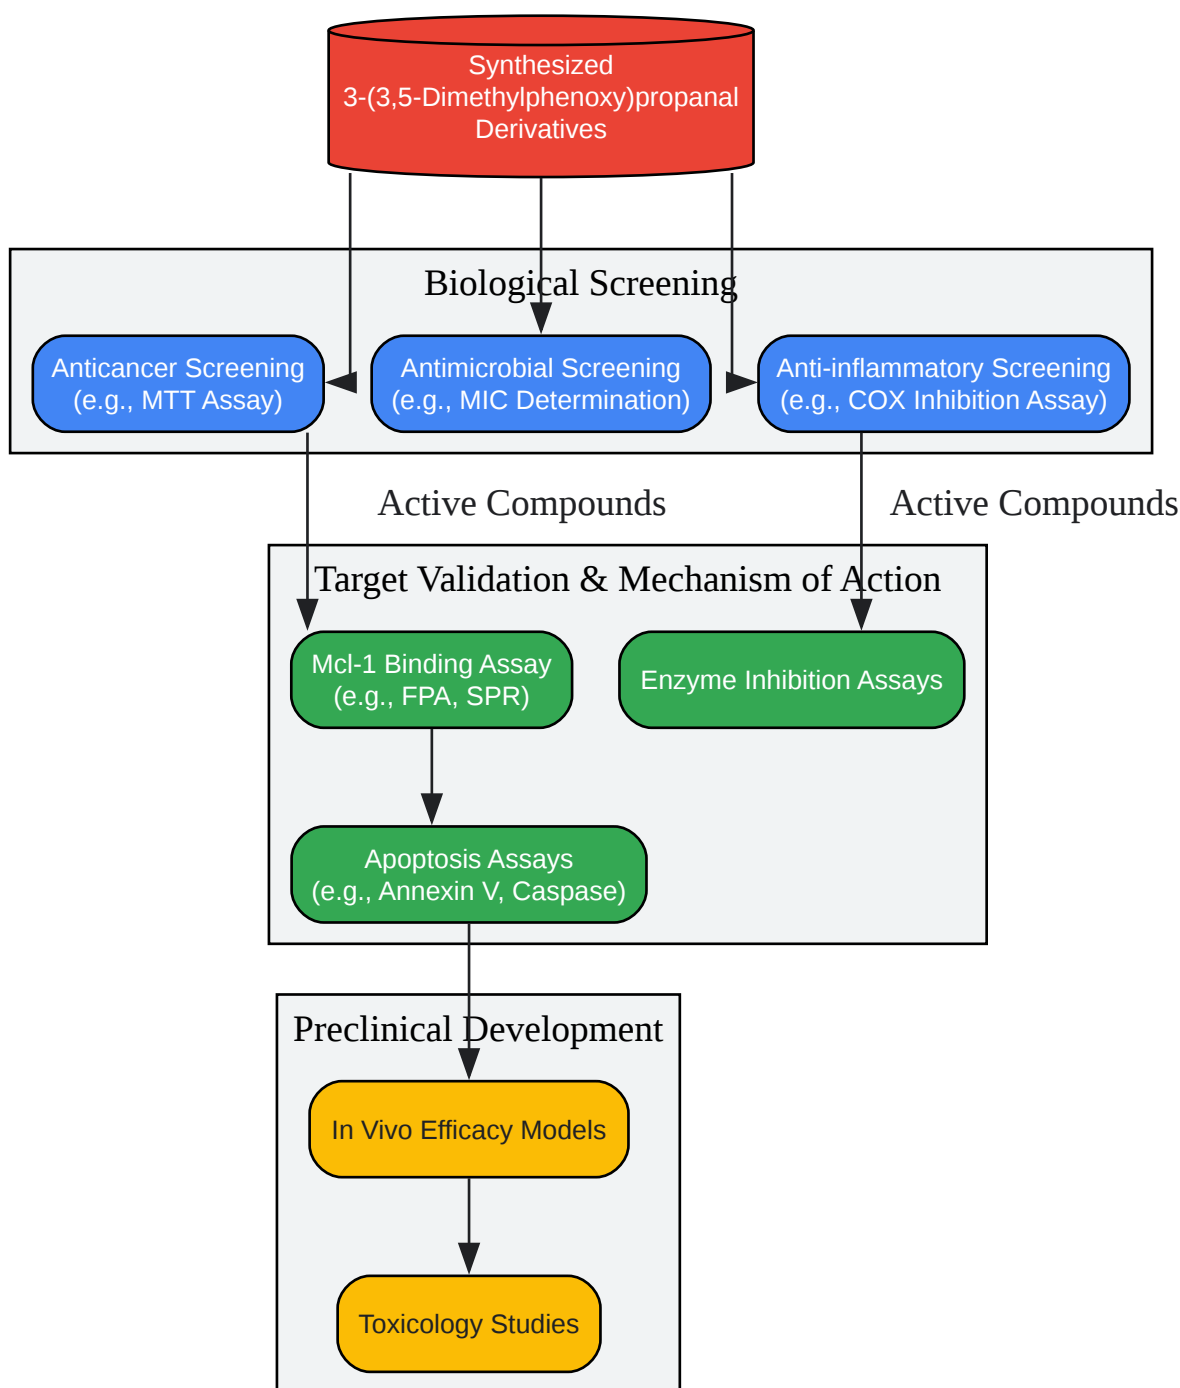 Synthesized
3-(3,5-Dimethylphenoxy)propanal
Derivatives
Biological Screening
Anticancer Screening
(e.g., MTT Assay)
Antimicrobial Screening
(e.g., MIC Determination)
Anti-inflammatory Screening
(e.g., COX Inhibition Assay)
Active Compounds
Active Compounds
Target Validation & Mechanism of Action
Mcl-1 Binding Assay
(e.g., FPA, SPR)
Enzyme Inhibition Assays
Apoptosis Assays
(e.g., Annexin V, Caspase)
Preclinical Development
In Vivo Efficacy Models
Toxicology Studies